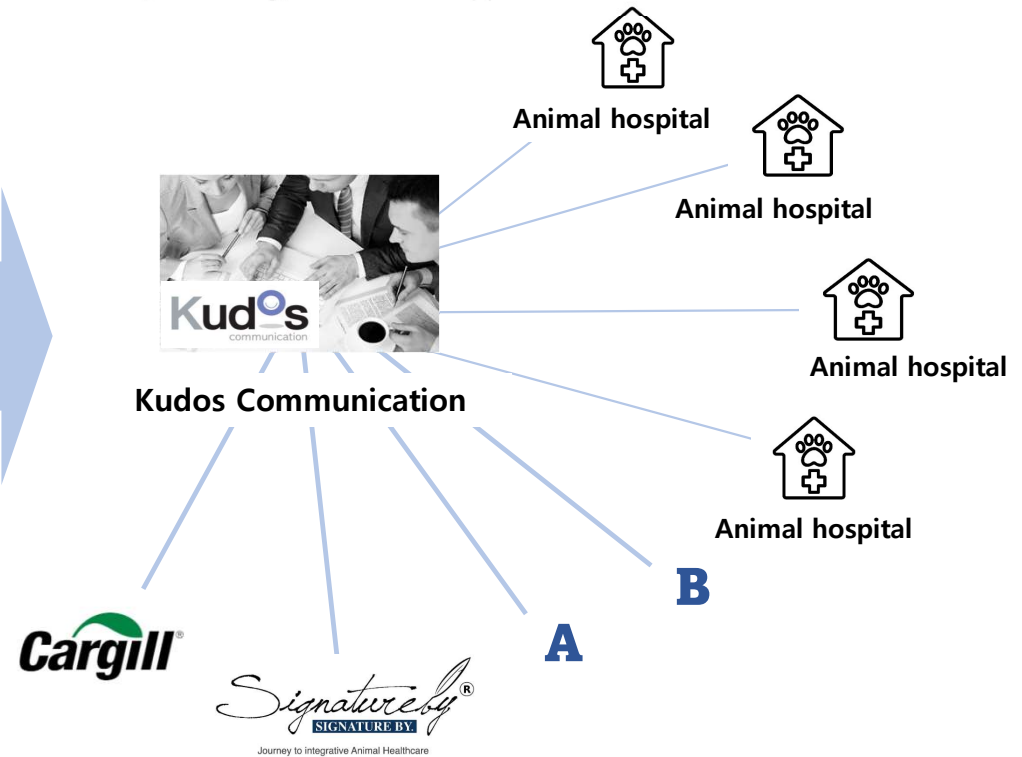 Animal hospital
Animal hospital
Kudos
communication
Animal hospital
Kudos Communication
Animal hospital
B
Cargill®
A
Signatureby®
SIGNATURE BY.
Journey to integrative Animal Healthcare